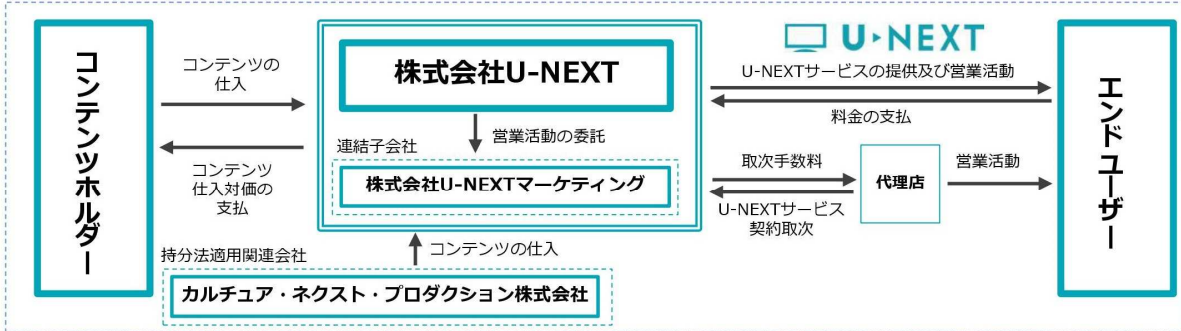 コンテンツホルダー
コンテンツの
仕入
コンテンツ
仕入対価の
支払
株式会社U-NEXT
営業活動の委託
連結子会社
株式会社U-NEXTマーケティング
コンテンツの仕入
持分法適用関連会社
カルチュア・ネクスト・プロダクション株式会社
U-NEXT
U-NEXTサービスの提供及び営業活動
料金の支払
取次手数料
U-NEXTサービス
契約取次
代理店
営業活動
エンドユーザー